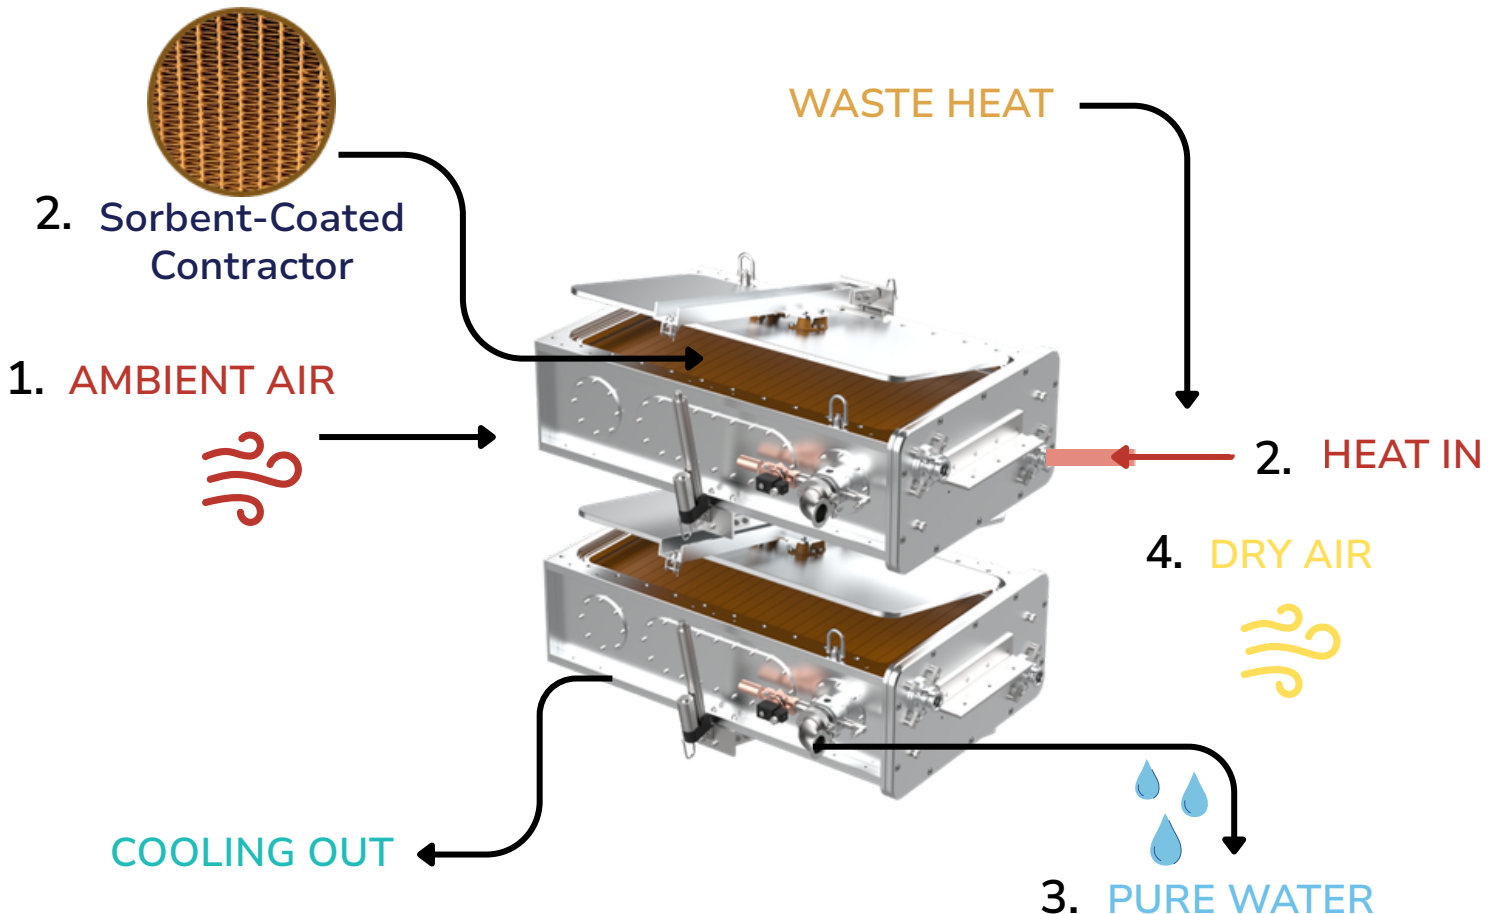 WASTE HEAT
2. Sorbent-Coated
Contractor
1. AMBIENT AIR
2. HEAT IN
4. DRY AIR
COOLING OUT
3. PURE WATER